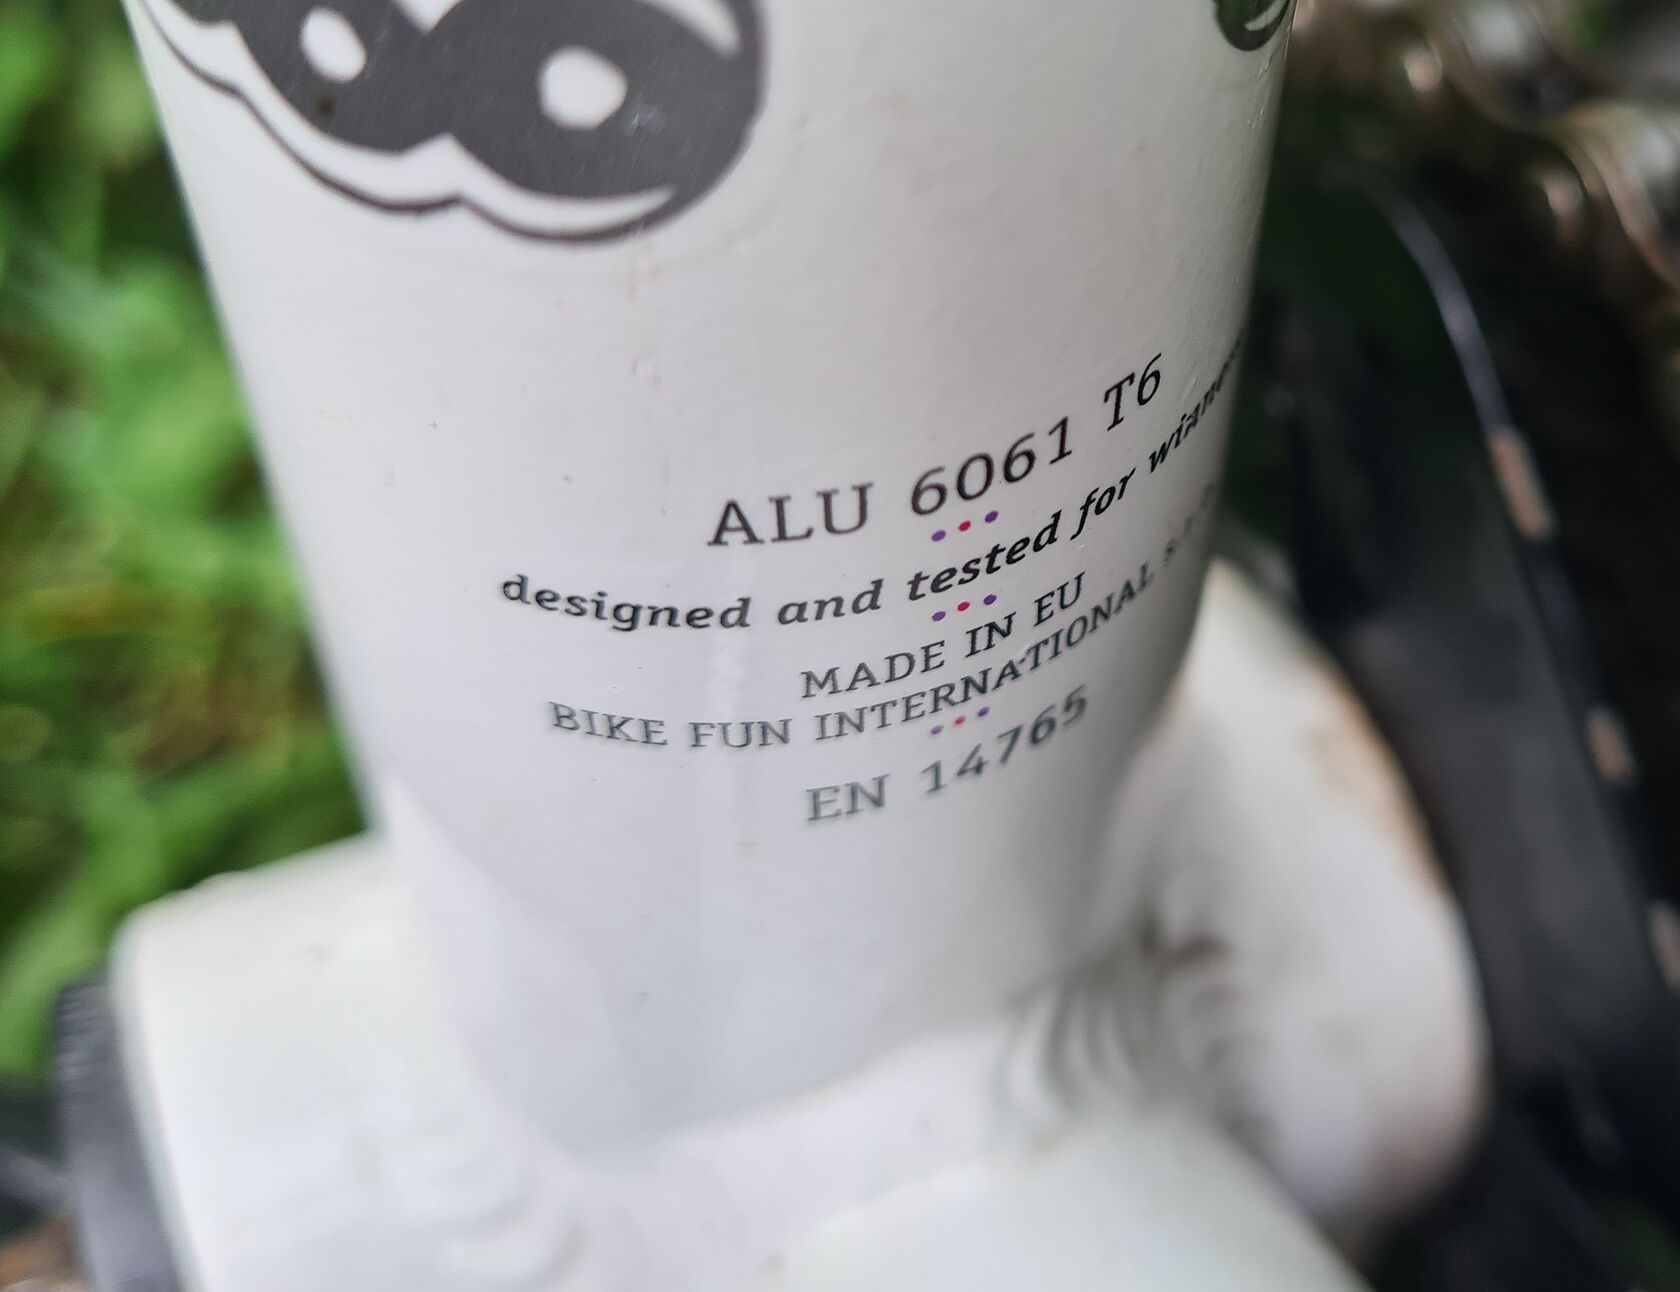 ALU 6061 T6
designed and tested for
MADE IN EU
BIKE FUN INTERNATIONAL
EN 14765